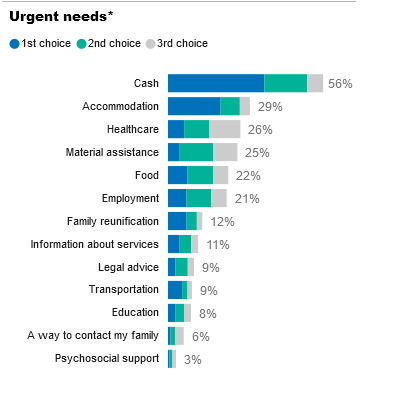 Urgent needs*
1st choice 2nd choice 3rd choice
Cash 56%
Accommodation 29%
Healthcare 26%
Material assistance 25%
Food 22%
Employment 21%
Family reunification 12%
Information about services 11%
Legal advice 9%
Transportation 9%
Education 8%
A way to contact my family 6%
Psychosocial support 3%